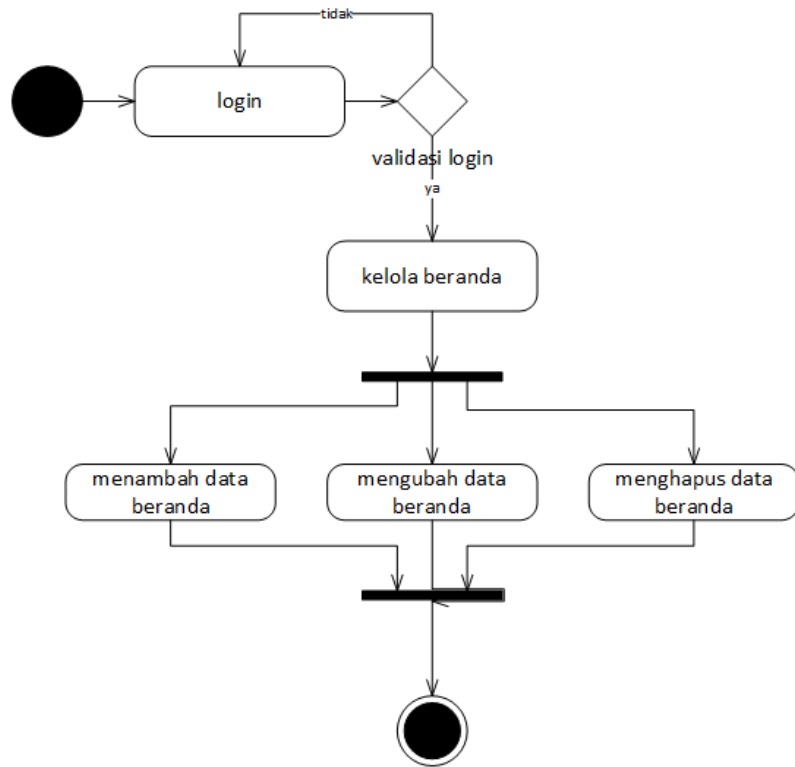 tidak
login
validasi login
ya
kelola beranda
menambah data
beranda
mengubah data
beranda
menghapus data
beranda